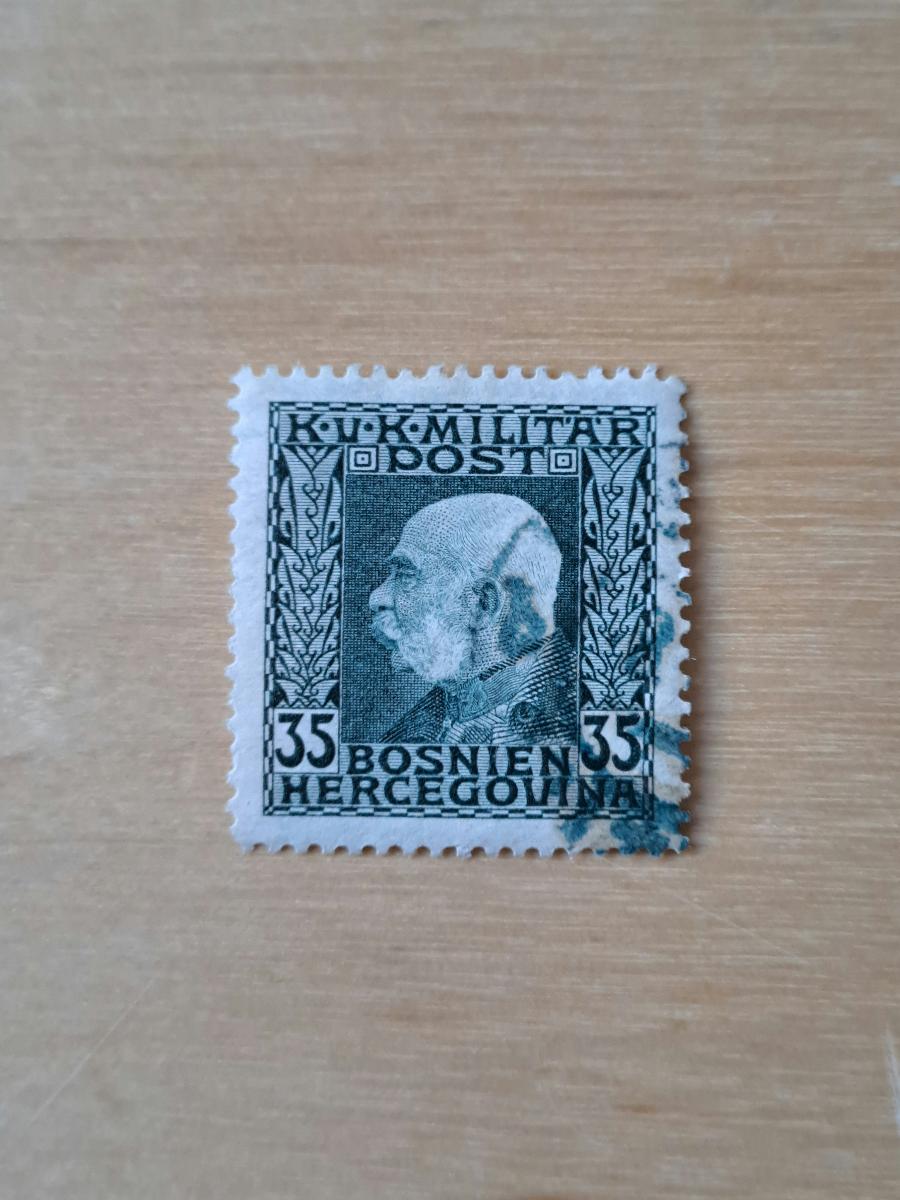 K·U·K·MILITÄR
POST
35 35
BOSNIEN
HERCEGOVINA